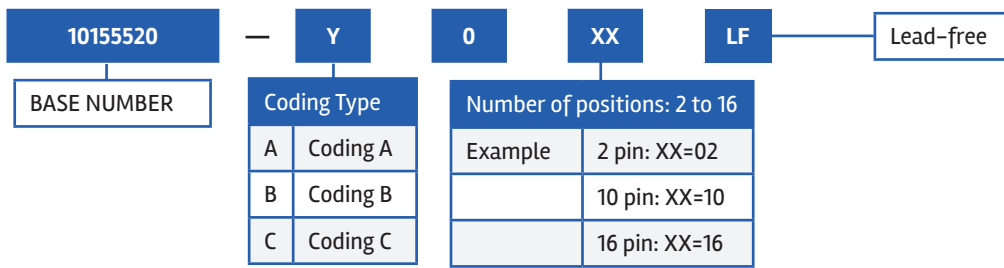 10155520 — Y 0 XX LF Lead-free
BASE NUMBER
Coding Type
A Coding A
B Coding B
C Coding C
Number of positions: 2 to 16
Example 2 pin: XX=02
10 pin: XX=10
16 pin: XX=16